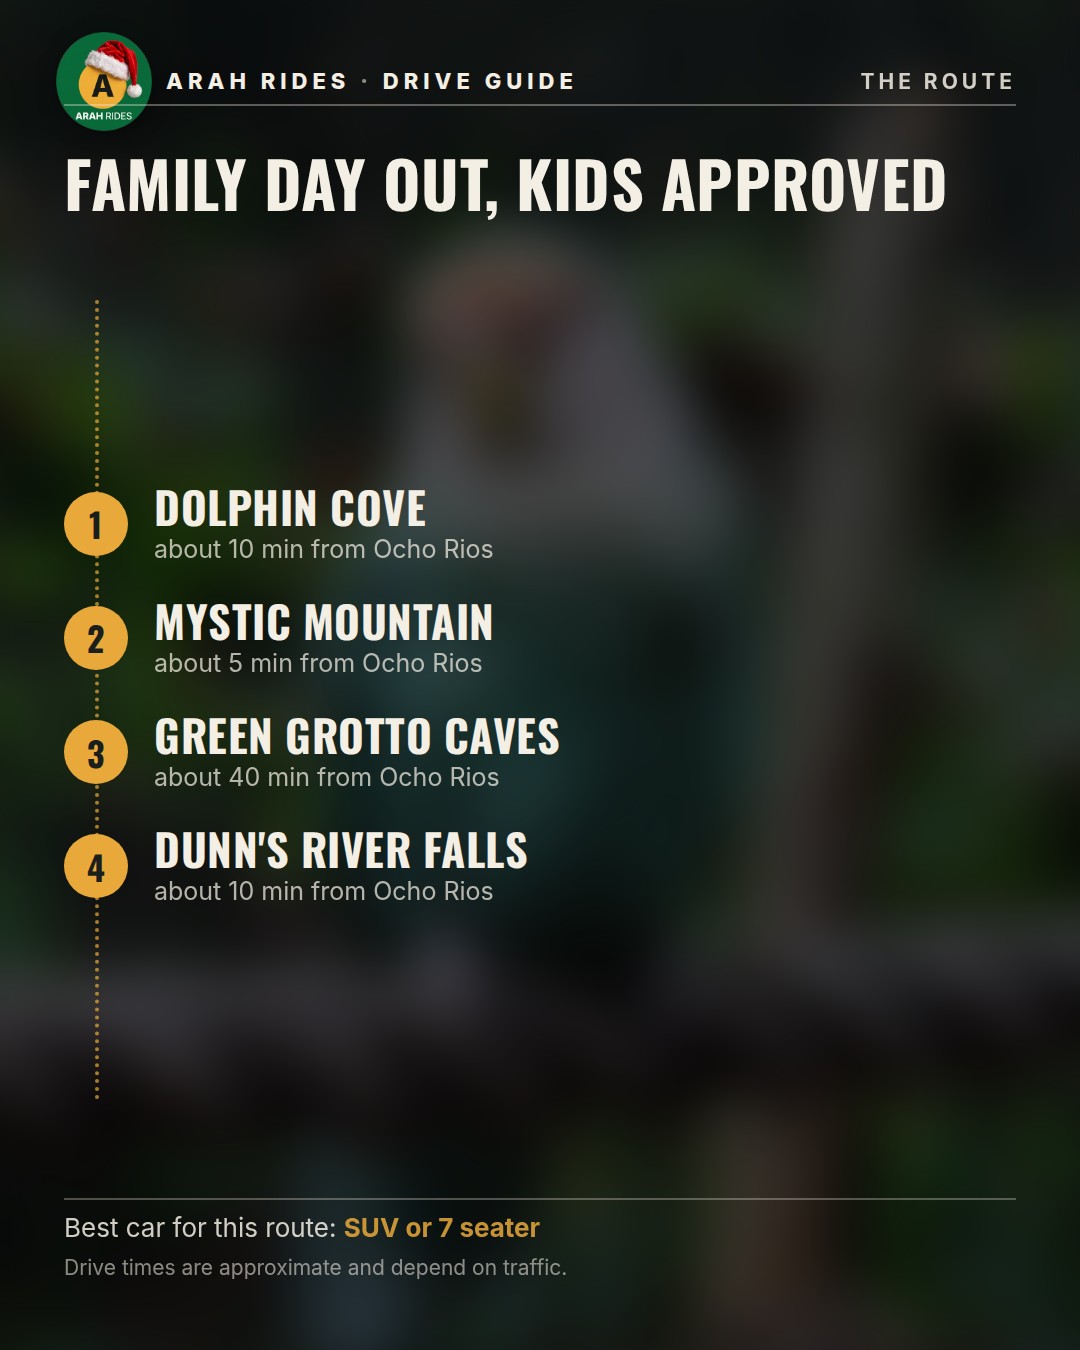 A
ARAH RIDES
ARAH RIDES · DRIVE GUIDE
THE ROUTE
FAMILY DAY OUT, KIDS APPROVED
1
DOLPHIN COVE
about 10 min from Ocho Rios
2
MYSTIC MOUNTAIN
about 5 min from Ocho Rios
3
GREEN GROTTO CAVES
about 40 min from Ocho Rios
4
DUNN'S RIVER FALLS
about 10 min from Ocho Rios
Best car for this route: SUV or 7 seater
Drive times are approximate and depend on traffic.